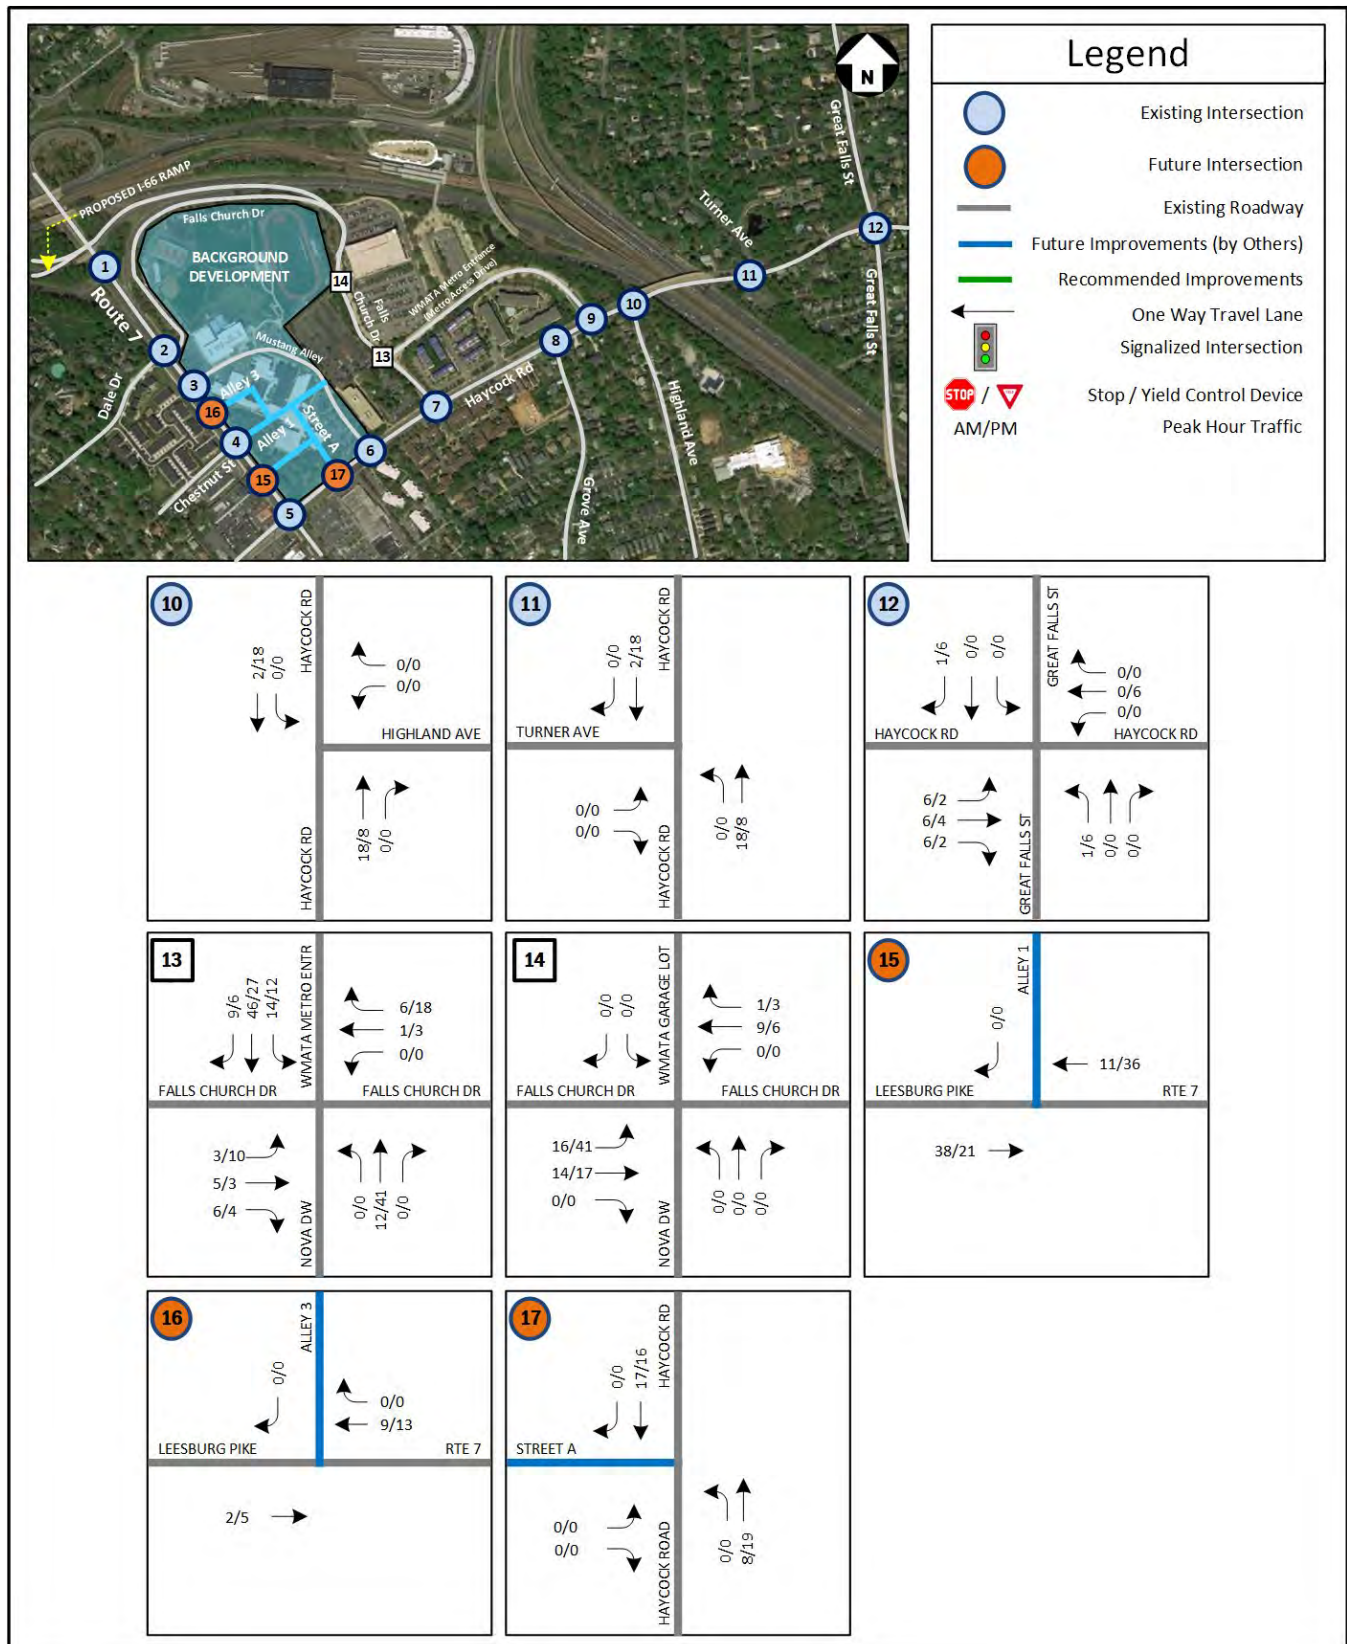 N
Great Falls St
Turner Ave
PROPOSED I-66 RAMP
Falls Church Dr
BACKGROUND
DEVELOPMENT
WMATA Metro Entrance
(Metro Access Drive)
12
11
1
14
Route 7
Falls
Church Dr
10
9
Great Falls St
8
2
Mustang Alley
13
Haycock Rd
3
Alley 3
Dale Dr
16
7
Highland Ave
Street A
4
Alley 1
6
Chestnut St
15
17
Grove Ave
5
Legend
Existing Intersection
Future Intersection
Existing Roadway
Future Improvements (by Others)
Recommended Improvements
One Way Travel Lane
Signalized Intersection
STOP / Stop / Yield Control Device
AM/PM Peak Hour Traffic
10
HAYCOCK RD
2/18
0/0
0/0
0/0
HIGHLAND AVE
18/8
0/0
HAYCOCK RD
11
HAYCOCK RD
0/0
2/18
TURNER AVE
0/0
0/0
0/0
18/8
HAYCOCK RD
12
GREAT FALLS ST
1/6
0/0
0/0
0/0
0/6
0/0
HAYCOCK RD
HAYCOCK RD
6/2
6/4
6/2
1/6
0/0
0/0
GREAT FALLS ST
13
WMATA METRO ENTR
9/6
46/27
14/12
6/18
1/3
0/0
FALLS CHURCH DR
FALLS CHURCH DR
3/10
5/3
6/4
0/0
12/41
0/0
NOVA DW
14
WMATA GARAGE LOT
0/0
0/0
1/3
9/6
0/0
FALLS CHURCH DR
FALLS CHURCH DR
16/41
14/17
0/0
0/0
0/0
0/0
NOVA DW
15
ALLEY 1
0/0
11/36
LEESBURG PIKE
RTE 7
38/21
16
ALLEY 3
0/0
0/0
9/13
LEESBURG PIKE
RTE 7
2/5
17
HAYCOCK RD
0/0
17/16
STREET A
0/0
0/0
0/0
8/19
HAYCOCK ROAD